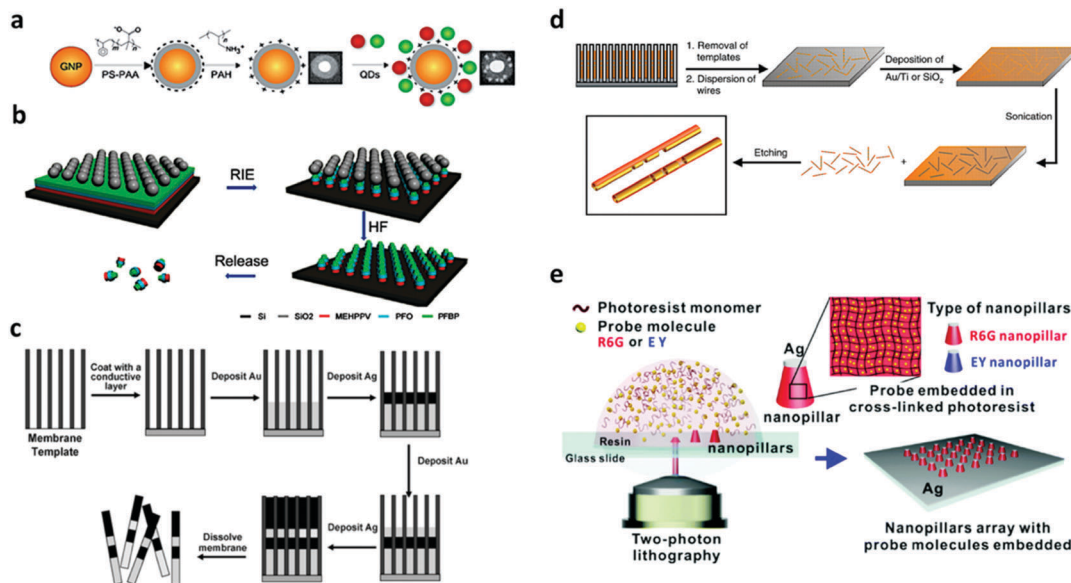 a
GNP
PS-PAA
O
O⁻
n
m
PAH
n
NH₃⁺
QDs
b
RIE
HF
Release
Si
SiO2
MEHPPV
PFO
PFBP
c
Membrane
Template
Coat with a
conductive
layer
Deposit Au
Deposit Ag
Deposit Au
Deposit Ag
Dissolve
membrane
d
1. Removal of
templates
2. Dispersion of
wires
Deposition of
Au/Ti or SiO₂
Sonication
+
Etching
e
Photoresist monomer
Probe molecule
R6G or EY
Resin
Glass slide
nanopillars
Two-photon
lithography
Ag
nanopillar
Type of nanopillars
R6G nanopillar
EY nanopillar
Probe embedded in
cross-linked photoresist
Ag
Nanopillars array with
probe molecules embedded